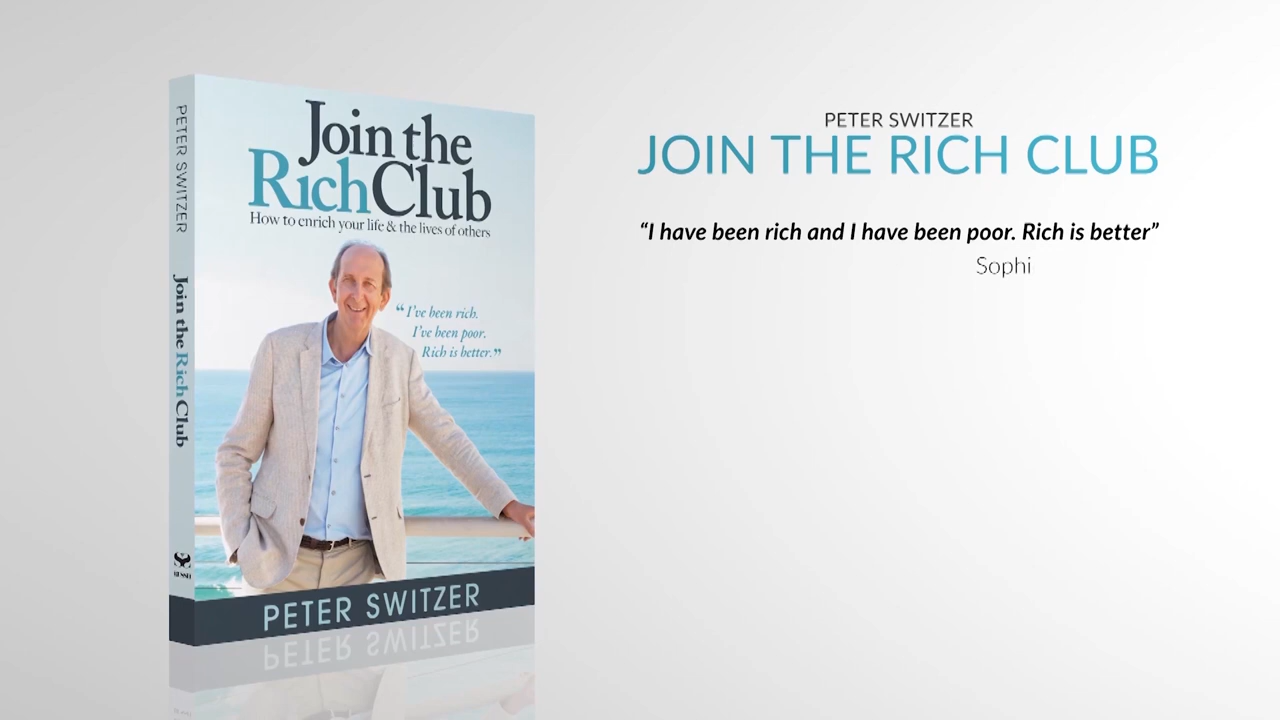 PETER SWITZER
Join the Rich Club
Join the
Rich Club
How to enrich your life & the lives of others
“I’ve been rich.
I’ve been poor.
Rich is better.”
PETER SWITZER
PETER SWITZER
JOIN THE RICH CLUB
“I have been rich and I have been poor. Rich is better”
Sophi